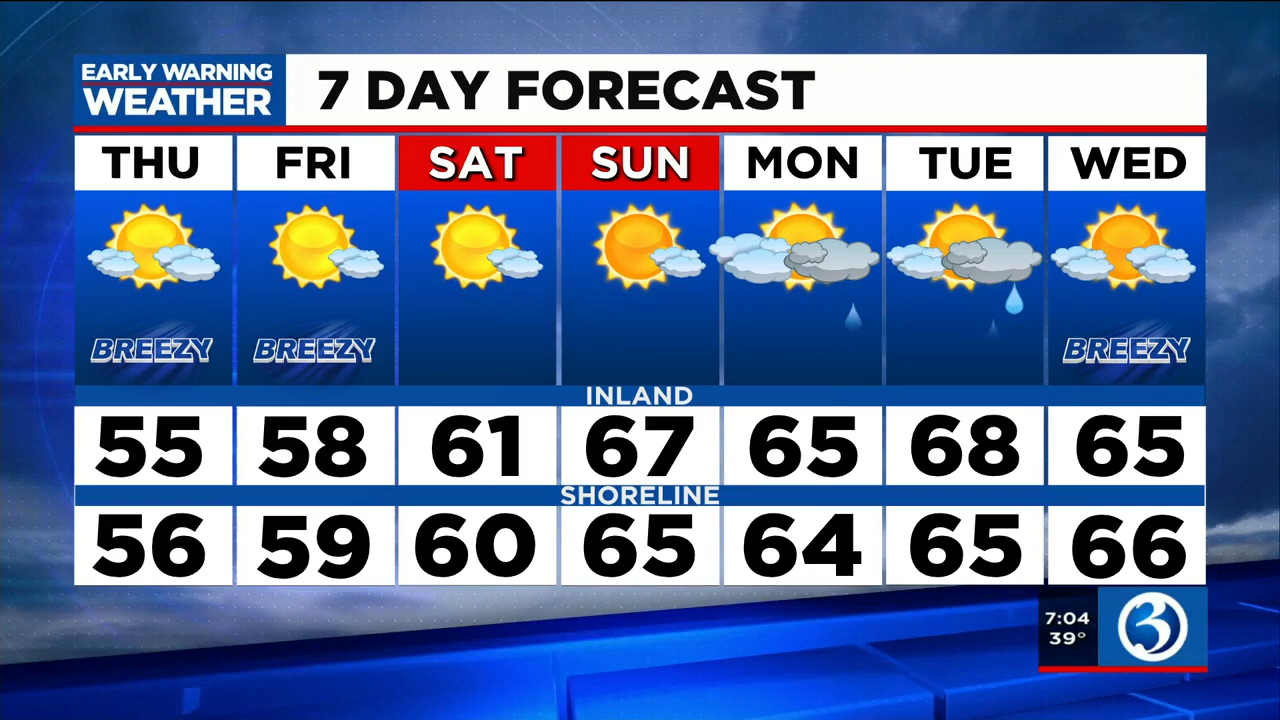 EARLY WARNING
WEATHER
7 DAY FORECAST
THU FRI SAT SUN MON TUE WED
BREEZY BREEZY BREEZY
INLAND
55 58 61 67 65 68 65
SHORELINE
56 59 60 65 64 65 66
7:04
39°
3